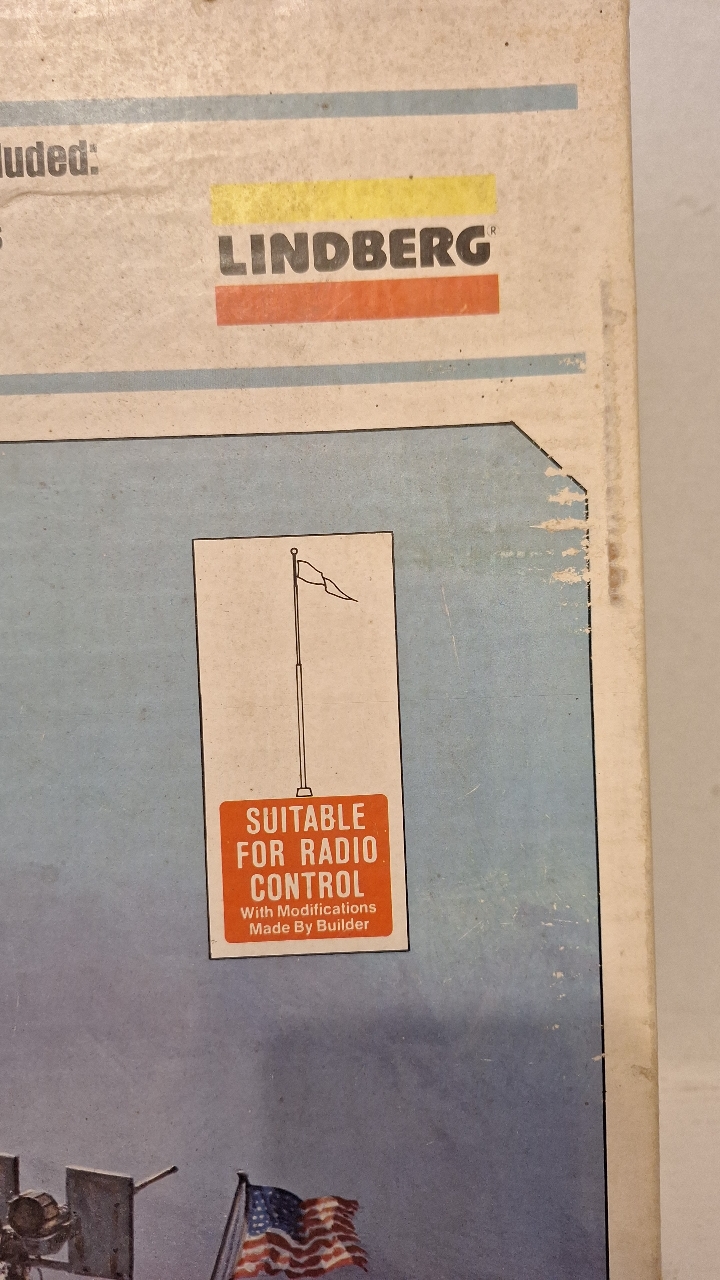 luded:
s
LINDBERG®
SUITABLE
FOR RADIO
CONTROL
With Modifications
Made By Builder